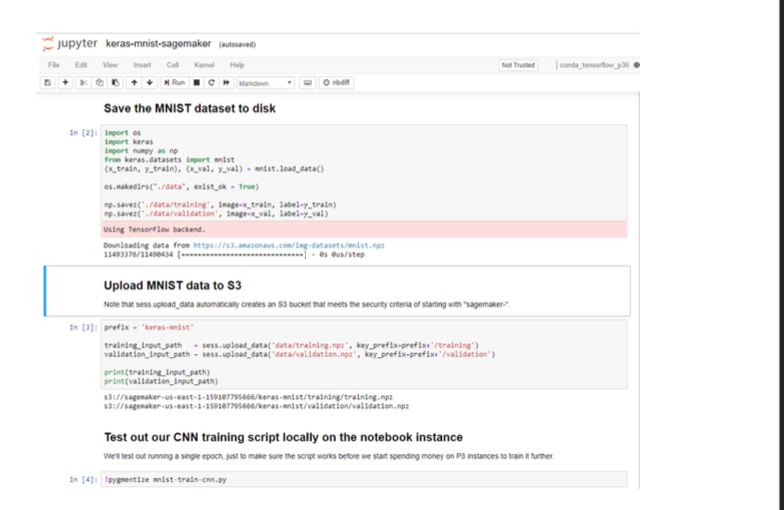 jupyter keras-mnist-sagemaker (autosaved)
File Edit View Insert Cell Kernel Help Not Trusted conda_tensorflow_p36
Run Markdown nbdiff
Save the MNIST dataset to disk
In [2]: import os
import keras
import numpy as np
from keras.datasets import mnist
(x_train, y_train), (x_val, y_val) = mnist.load_data()
os.makedirs("./data", exist_ok = True)
np.savez('./data/training', image=x_train, label=y_train)
np.savez('./data/validation', image=x_val, label=y_val)
Using TensorFlow backend.
Downloading data from https://s3.amazonaws.com/img-datasets/mnist.npz
11493376/11490434 [==============================] - 0s 0us/step
Upload MNIST data to S3
Note that sess.upload_data automatically creates an S3 bucket that meets the security criteria of starting with "sagemaker-".
In [3]: prefix = 'keras-mnist'
training_input_path = sess.upload_data('data/training.npz', key_prefix=prefix+'/training')
validation_input_path = sess.upload_data('data/validation.npz', key_prefix=prefix+'/validation')
print(training_input_path)
print(validation_input_path)
s3://sagemaker-us-east-1-159107795666/keras-mnist/training/training.npz
s3://sagemaker-us-east-1-159107795666/keras-mnist/validation/validation.npz
Test out our CNN training script locally on the notebook instance
We'll test out running a single epoch, just to make sure the script works before we start spending money on P3 instances to train it further.
In [4]: !pygmentize mnist-train-cnn.py